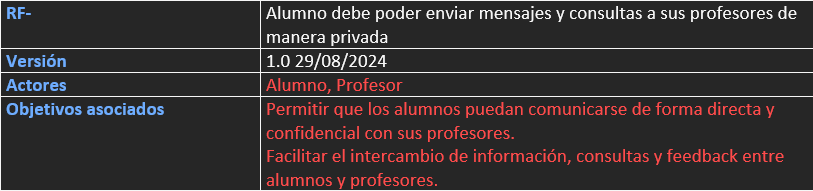 RF- Alumno debe poder enviar mensajes y consultas a sus profesores de
manera privada
Versión 1.0 29/08/2024
Actores Alumno, Profesor
Objetivos asociados Permitir que los alumnos puedan comunicarse de forma directa y
confidencial con sus profesores.
Facilitar el intercambio de información, consultas y feedback entre
alumnos y profesores.